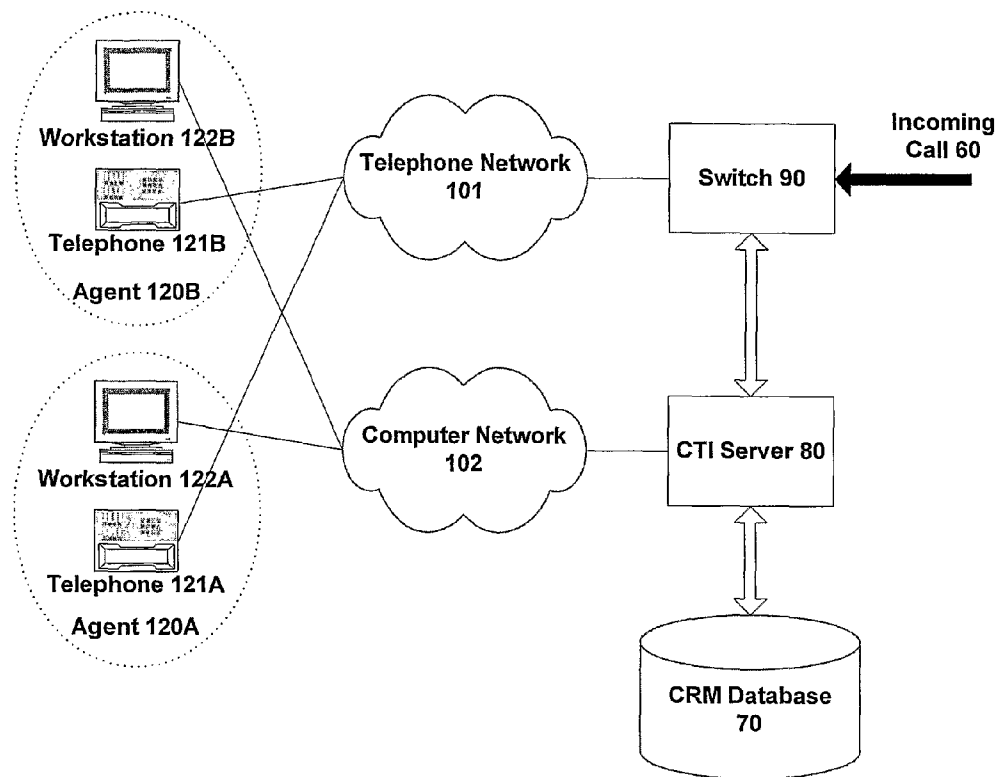 Workstation 122B
Telephone 121B
Agent 120B
Workstation 122A
Telephone 121A
Agent 120A
Telephone Network
101
Computer Network
102
Switch 90
Incoming
Call 60
CTI Server 80
CRM Database
70